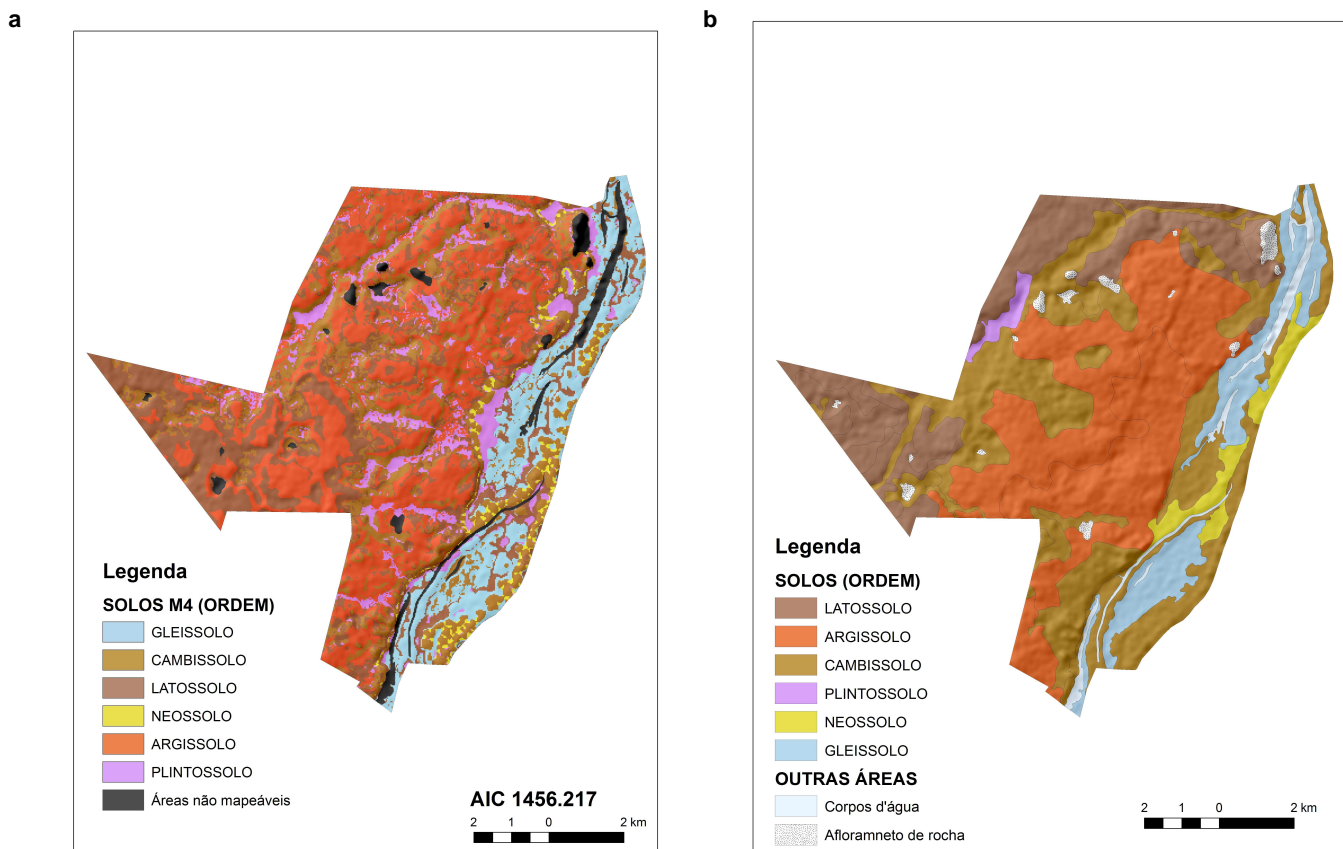 a
Legenda
SOLOS M4 (ORDEM)
GLEISSOLO
CAMBISSOLO
LATOSSOLO
NEOSSOLO
ARGISSOLO
PLINTOSSOLO
Áreas não mapeáveis
AIC 1456.217
2 1 0 2 km
b
Legenda
SOLOS (ORDEM)
LATOSSOLO
ARGISSOLO
CAMBISSOLO
PLINTOSSOLO
NEOSSOLO
GLEISSOLO
OUTRAS ÁREAS
Corpos d'água
Afloramneto de rocha
2 1 0 2 km